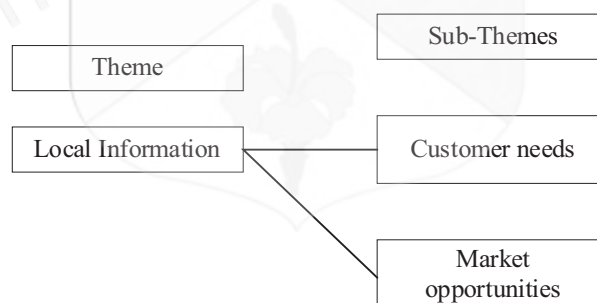 Sub-Themes
Theme
Local Information
Customer needs
Market
opportunities